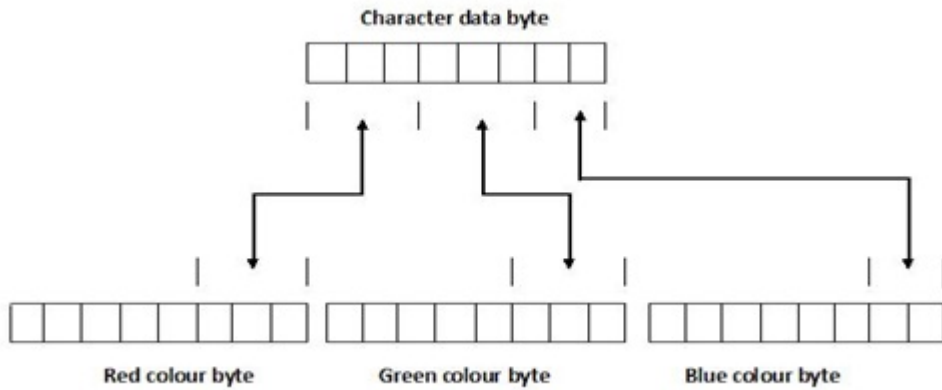 Character data byte
Red colour byte
Green colour byte
Blue colour byte